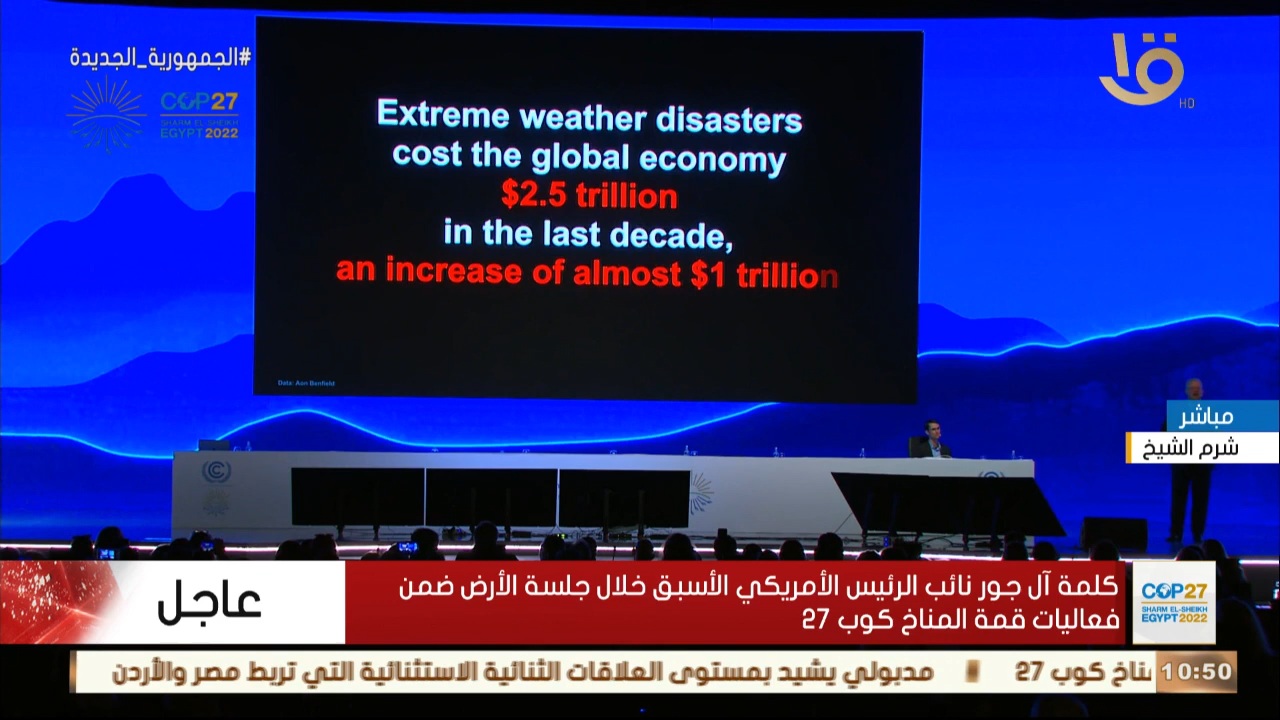 #الجمهورية_الجديدة
COP27
SHARM EL-SHEIKH
EGYPT 2022
HD
Extreme weather disasters
cost the global economy
$2.5 trillion
in the last decade,
an increase of almost $1 trillion
Data: Aon Benfield
مباشر
شرم الشيخ
عاجل
كلمة آل جور نائب الرئيس الأمريكي الأسبق خلال جلسة الأرض ضمن
فعاليات قمة المناخ كوب 27
COP27
SHARM EL-SHEIKH
EGYPT 2022
كوب 27 مدبولي يشيد بمستوى العلاقات الثنائية الاستثنائية التي تربط مصر والأردن
10:50